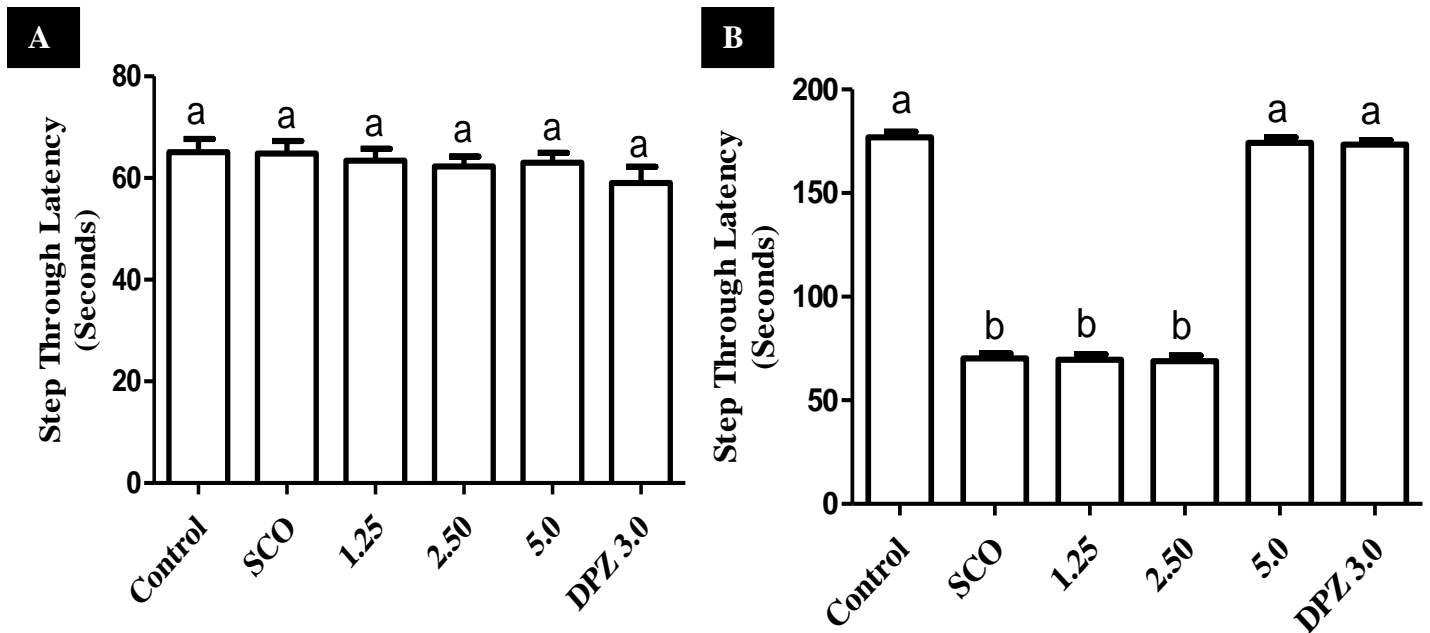 A
Step Through Latency
(Seconds)
80
60
40
20
0
a
a
a
a
a
a
Control
SCO
1.25
2.50
5.0
DPZ 3.0
B
Step Through Latency
(Seconds)
200
150
100
50
0
a
b
b
b
a
a
Control
SCO
1.25
2.50
5.0
DPZ 3.0